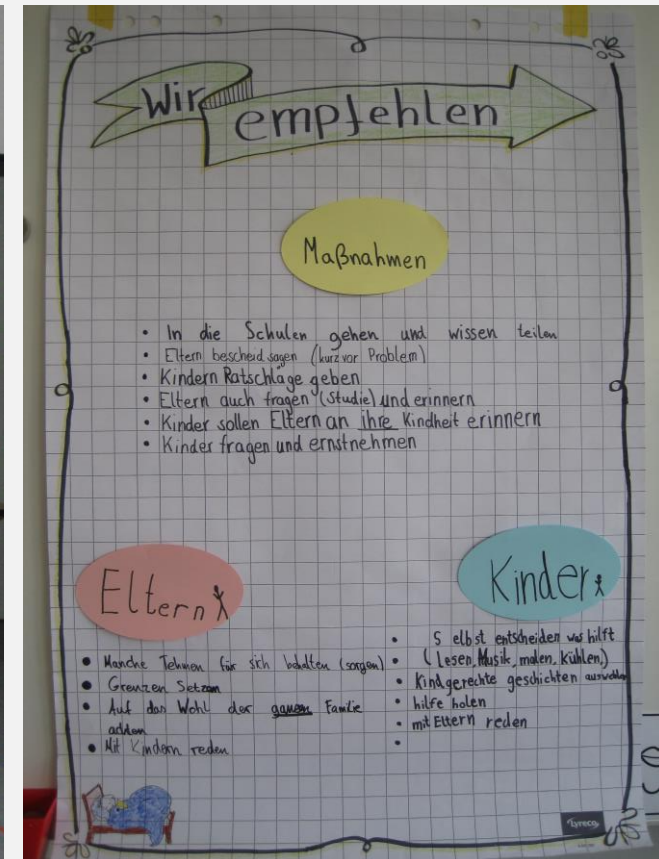 Wir
empfehlen
Maßnahmen
• In die Schulen gehen und wissen teilen
• Eltern bescheid sagen (kurz vor Problem)
• Kindern Ratschläge geben
• Eltern auch fragen (Studie) und erinnern
• Kinder sollen Eltern an ihre Kindheit erinnern
• Kinder fragen und ernstnehmen
Eltern
• Manche Tehmen für sich behalten (sorgen)
• Grenzen Setzen
• Auf das Wohl der ganzen Familie
achten
• Mit Kindern reden
Kinder
• Selbst entscheiden was hilft
• (Lesen, Musik, malen, Kühlen,)
• Kindgerechte geschichten auswählen
• hilfe holen
• mit Eltern reden
•